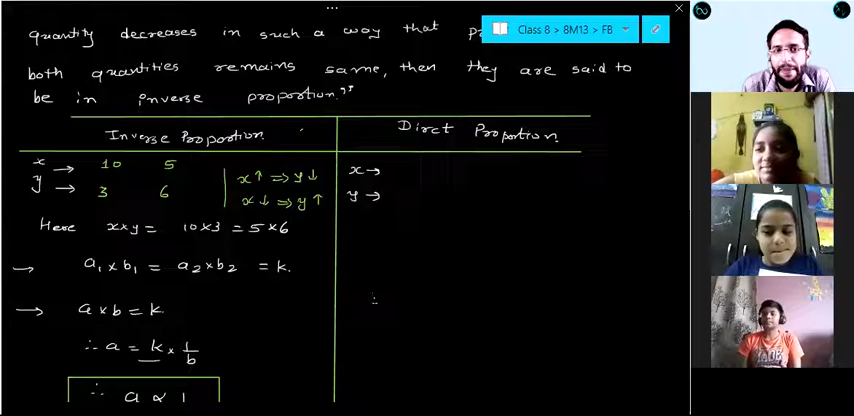 quantity decreases in such a way that
Class 8 > 8M13 > FB
both quantities remains same, then they are said to
be in inverse proportion."
Inverse Proportion
Direct Proportion
x → 10 5
y → 3 6
x↑ ⇒ y↓
x↓ ⇒ y↑
x →
y →
Here x×y = 10×3 = 5×6
→ a₁×b₁ = a₂×b₂ = k.
→ a×b = k.
∴ a = k × 1/b
∴ a ∝ 1